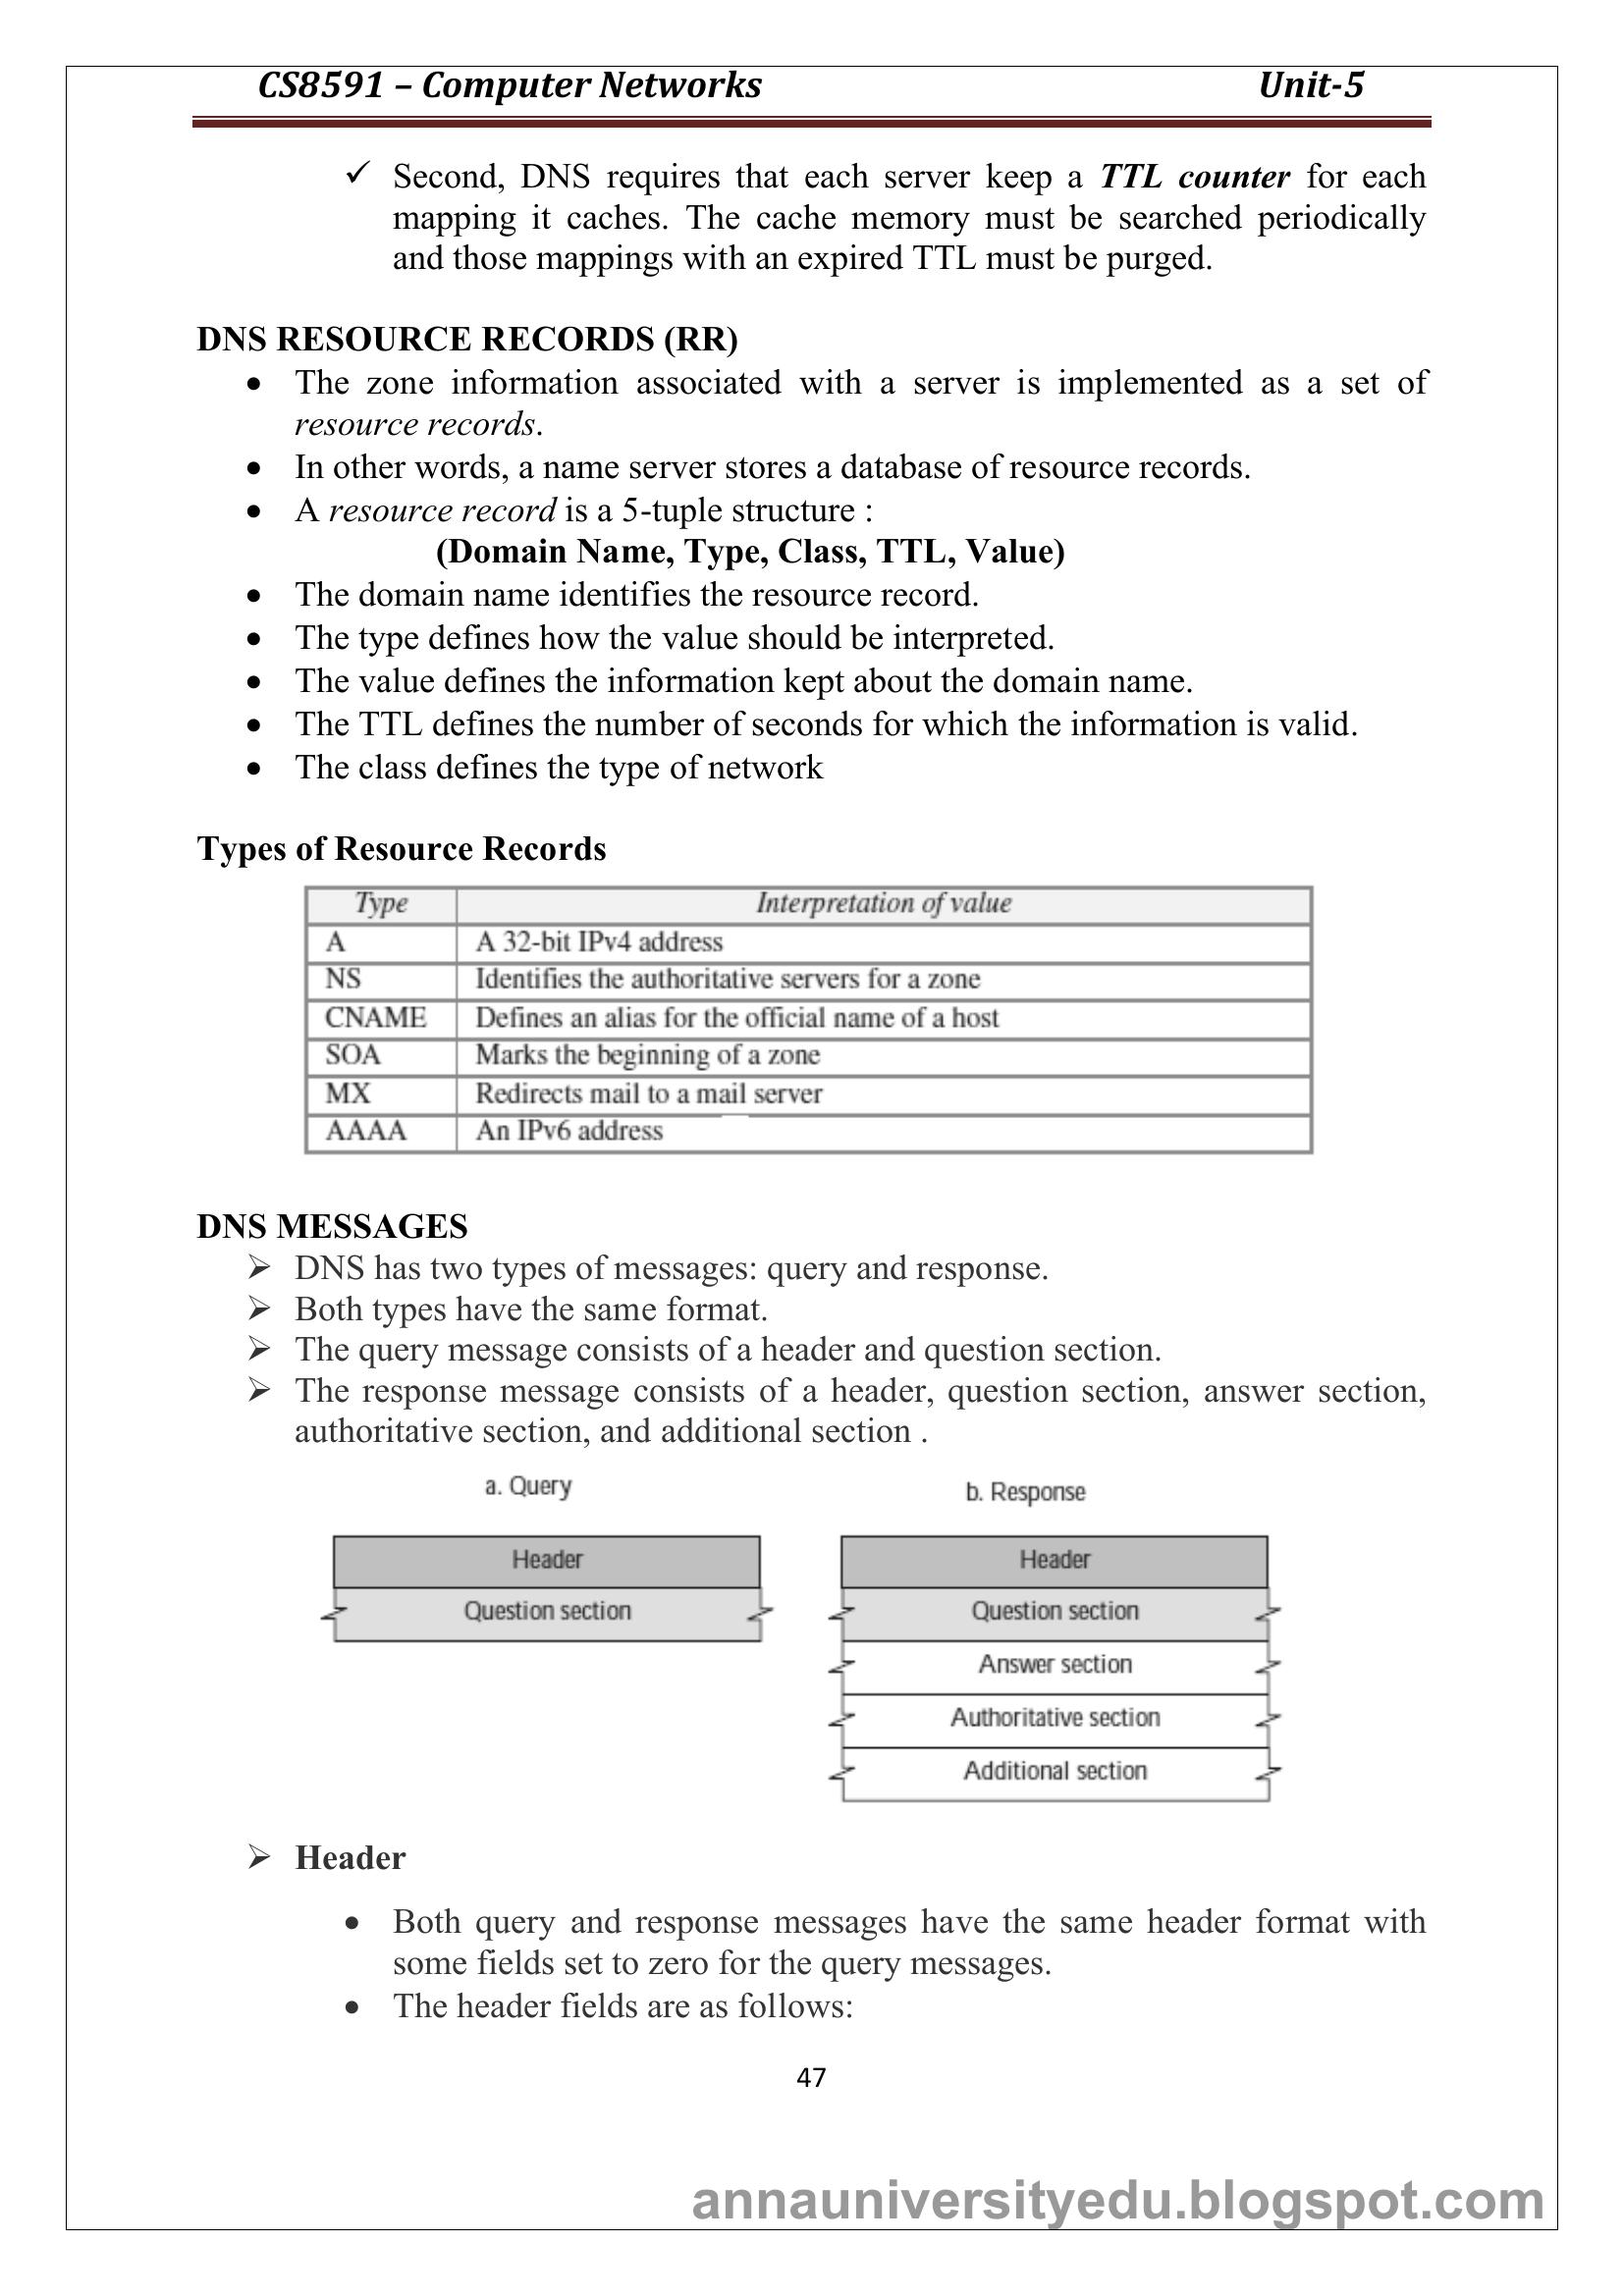 CS8591 – Computer Networks Unit-5
✓ Second, DNS requires that each server keep a TTL counter for each
mapping it caches. The cache memory must be searched periodically
and those mappings with an expired TTL must be purged.
DNS RESOURCE RECORDS (RR)
• The zone information associated with a server is implemented as a set of
resource records.
• In other words, a name server stores a database of resource records.
• A resource record is a 5-tuple structure :
(Domain Name, Type, Class, TTL, Value)
• The domain name identifies the resource record.
• The type defines how the value should be interpreted.
• The value defines the information kept about the domain name.
• The TTL defines the number of seconds for which the information is valid.
• The class defines the type of network
Types of Resource Records
Type Interpretation of value
A A 32-bit IPv4 address
NS Identifies the authoritative servers for a zone
CNAME Defines an alias for the official name of a host
SOA Marks the beginning of a zone
MX Redirects mail to a mail server
AAAA An IPv6 address
DNS MESSAGES
➢ DNS has two types of messages: query and response.
➢ Both types have the same format.
➢ The query message consists of a header and question section.
➢ The response message consists of a header, question section, answer section,
authoritative section, and additional section .
a. Query b. Response
Header Header
Question section Question section
Answer section
Authoritative section
Additional section
➢ Header
• Both query and response messages have the same header format with
some fields set to zero for the query messages.
• The header fields are as follows:
47
annauniversityedu.blogspot.com